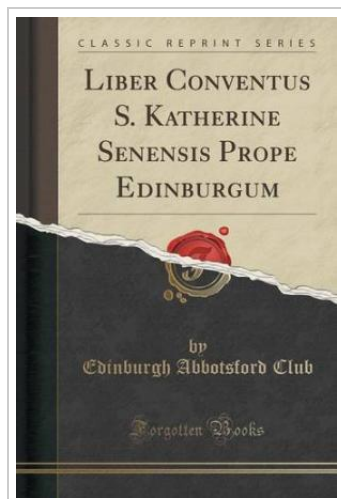 CLASSIC REPRINT SERIES
LIBER CONVENTUS
S. KATHERINE
SENENSIS PROPE
EDINBURGUM
by
Edinburgh Abbotsford Club
Forgotten Books